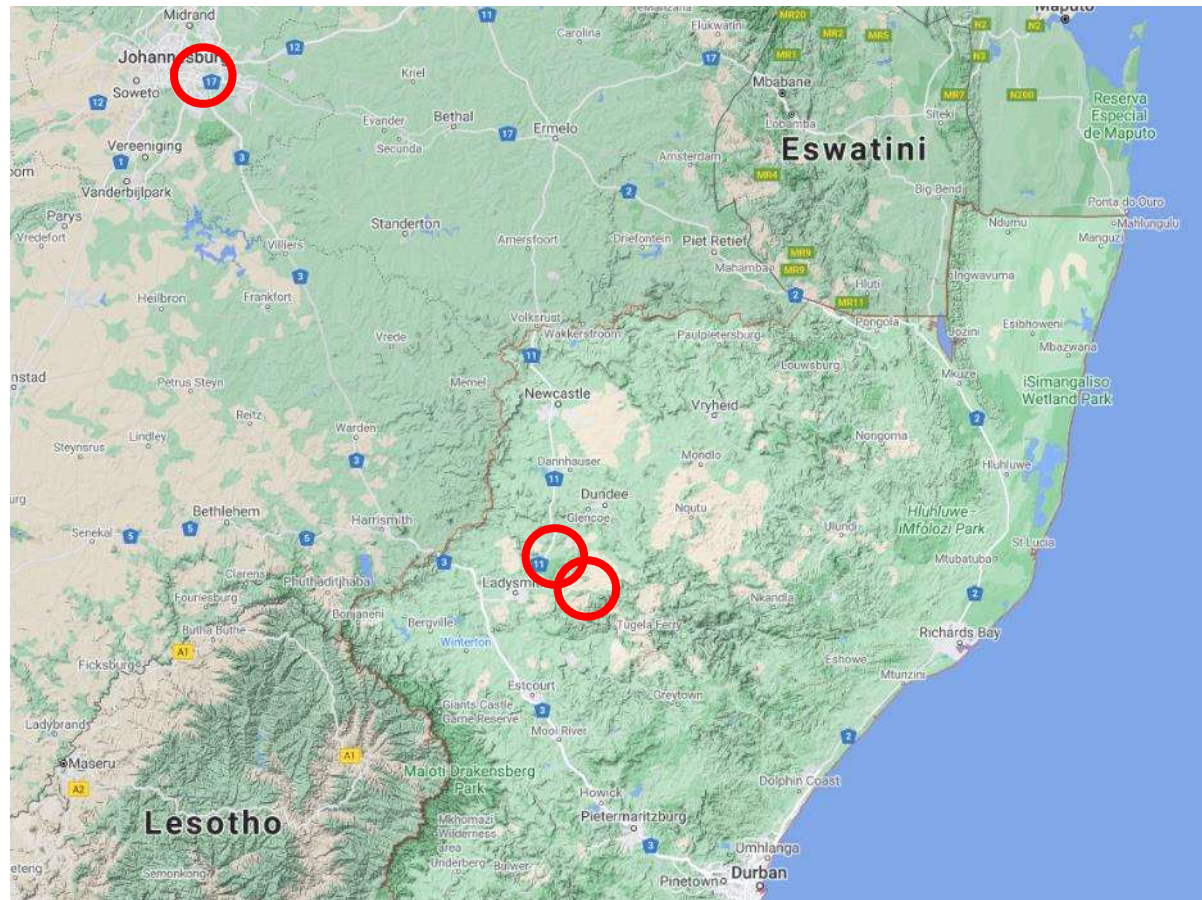 Midrand
11
MR20
Maputo
Carolina
Flukwatini
N2
N2
MR2
MR5
12
Johannesburg
17
MR1
N3
17
Kriel
Mbabane
Soweto
12
MR7
N200
Reserva
Especial
de Maputo
Lobamba
Siteki
Evander
Bethal
Ermelo
17
Secunda
Vereeniging
1
3
Amsterdam
Eswatini
MR4
Vanderbijlpark
2
Big Bend
Parys
Vredefort
Standerton
Ponta do Ouro
Mahlungulu
Ndumu
Manguzi
Villiers
Amersfoort
Driefontein
Piet Retief
MR9
Mahamba
MR9
3
Ingwavuma
Hluti
2
MR11
Heilbron
Frankfort
Volksrust
Wakkerstroom
Paulpietersburg
Pongola
Jozini
Esibhoweni
Vrede
Mbazwana
11
Louwsburg
Mkuze
nstad
Petrus Steyn
Memel
Newcastle
iSimangaliso
Wetland Park
Vryheid
2
Reitz
Warden
Nongoma
Steynsrus
Lindley
3
Dannhauser
Mondlo
Hluhluwe
11
Dundee
Nqutu
Glencoe
Hluhluwe-
iMfolozi Park
Bethlehem
Harrismith
Ulundi
Senekal
5
5
5
St Lucia
3
11
Mtubatuba
Clarens
Phuthaditjhaba
Ladysmith
Fouriesburg
Nkandla
2
Bonjaneni
Bergville
Tugela Ferry
Butha Buthe
Winterton
Richards Bay
A1
Ficksburg
Eshowe
Mtunzini
Estcourt
Greytown
Giants Castle
Game Reserve
3
Ladybrand
Mooi River
2
A1
Maseru
Maloti Drakensberg
Park
Dolphin Coast
A2
Howick
Lesotho
Mkhomazi
Wilderness
area
Pietermaritzburg
3
Umhlanga
Underberg
Bulwer
eteng
Semonkong
Pinetown
Durban